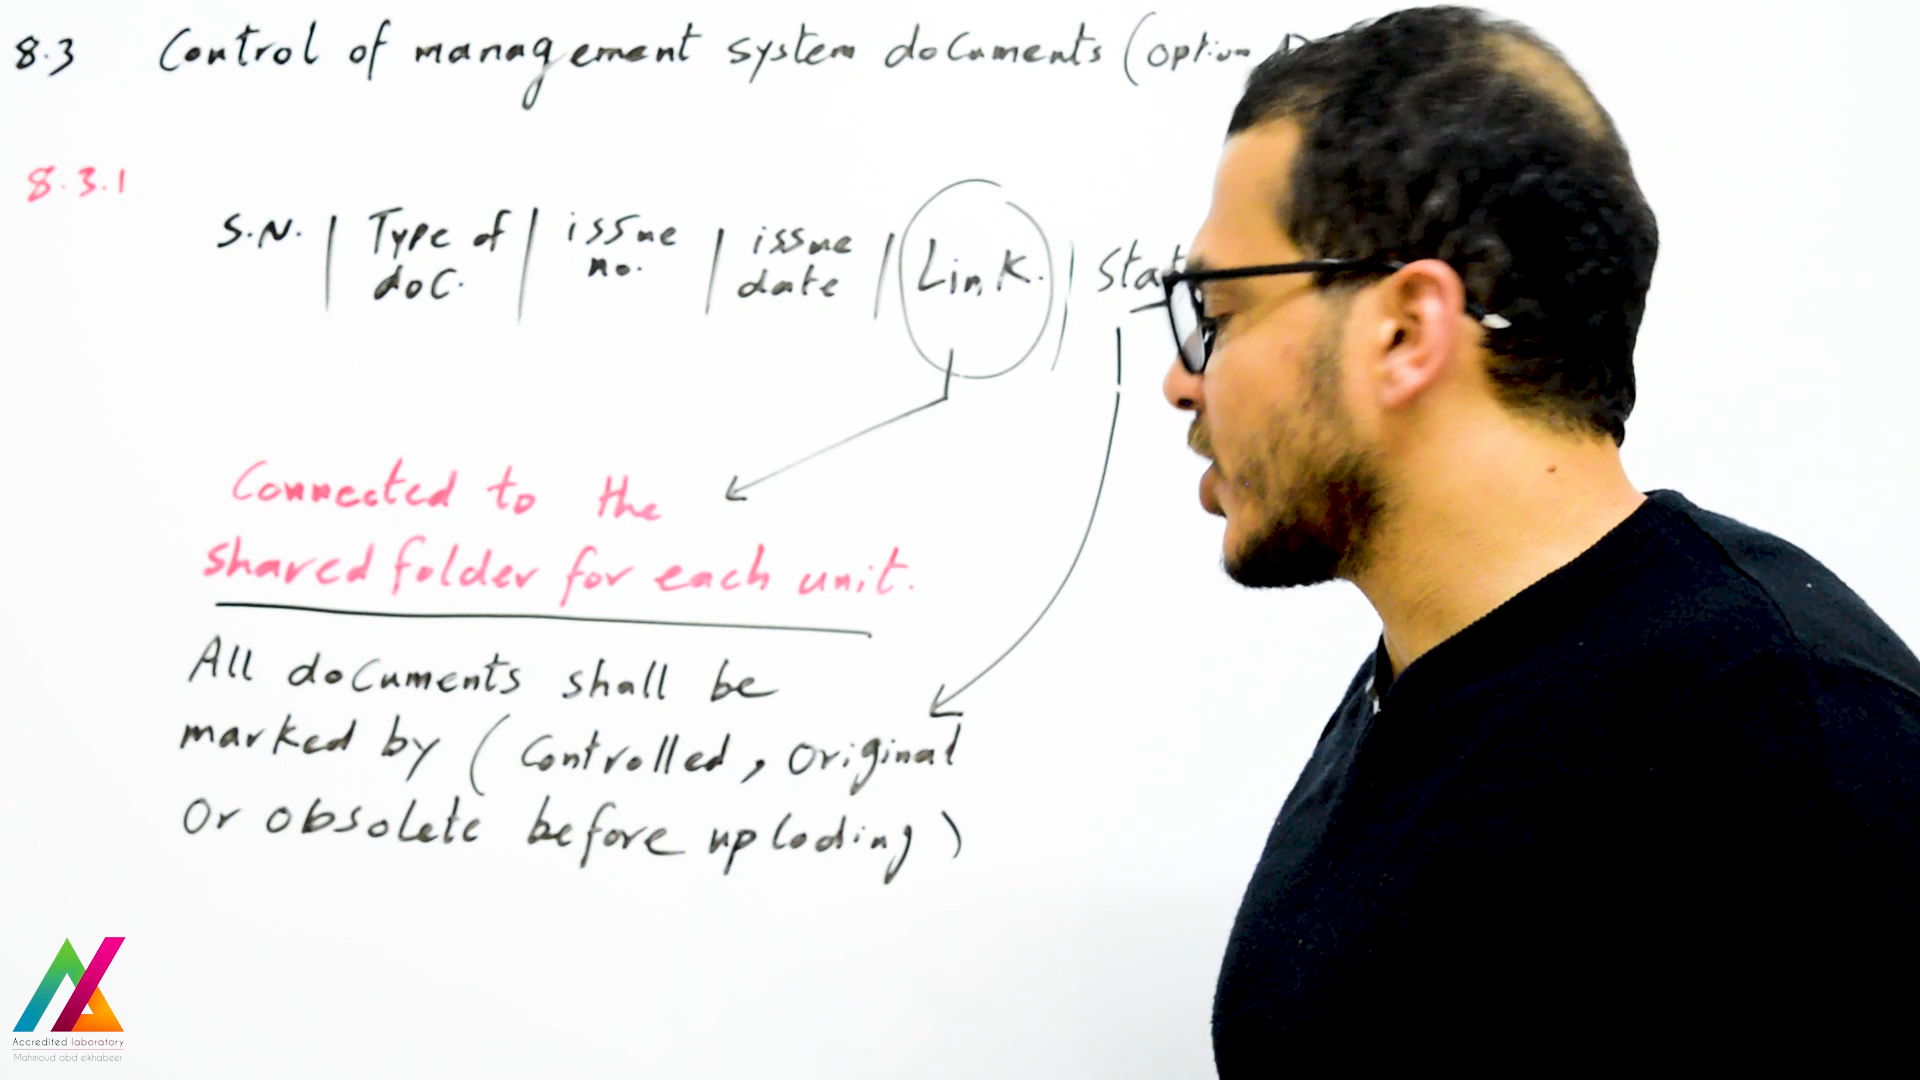 8.3 Control of management system documents (option
8.3.1
S.N. | Type of doc. | issue no. | issue date | Link. |
Connected to the
shared folder for each unit.
All documents shall be
marked by (Controlled, Original
Or obsolete before uploding)
Accredited laboratory
Mahmoud abd elkhabeer